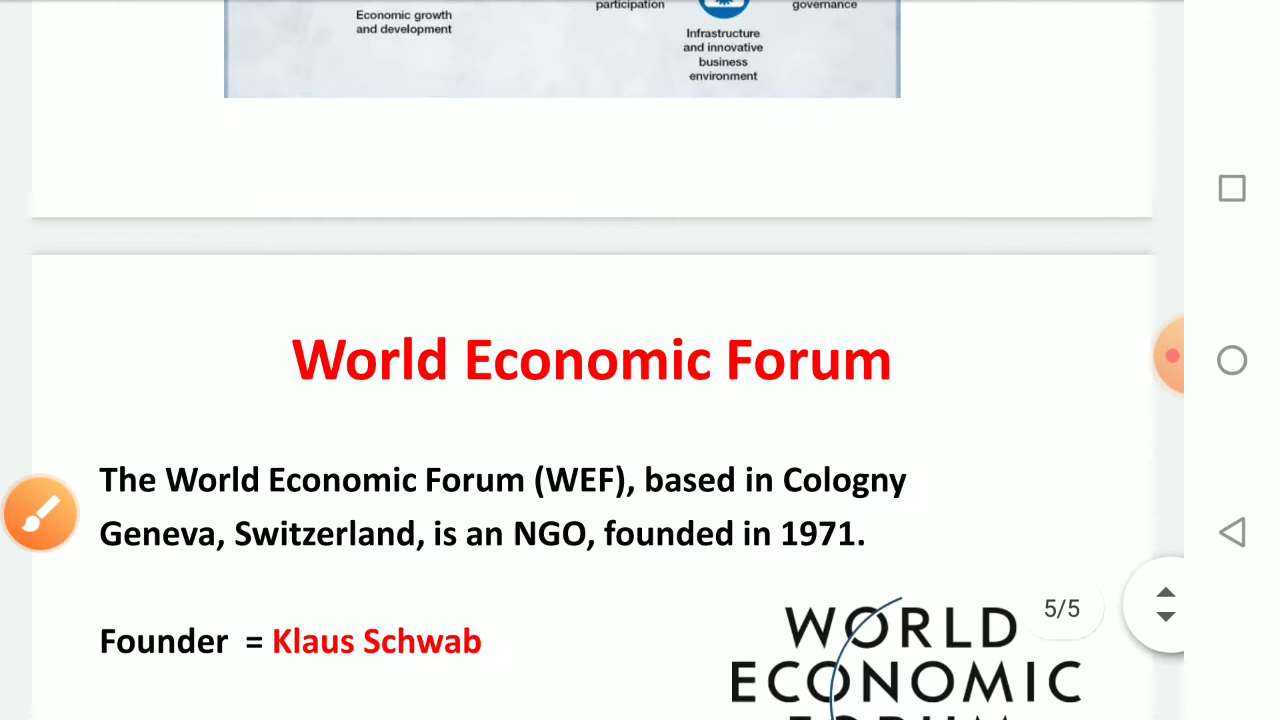 Economic growth
and development
participation
governance
Infrastructure
and innovative
business
environment
World Economic Forum
The World Economic Forum (WEF), based in Cologny
Geneva, Switzerland, is an NGO, founded in 1971.
Founder = Klaus Schwab
5/5
WORLD
ECONOMIC
FORUM